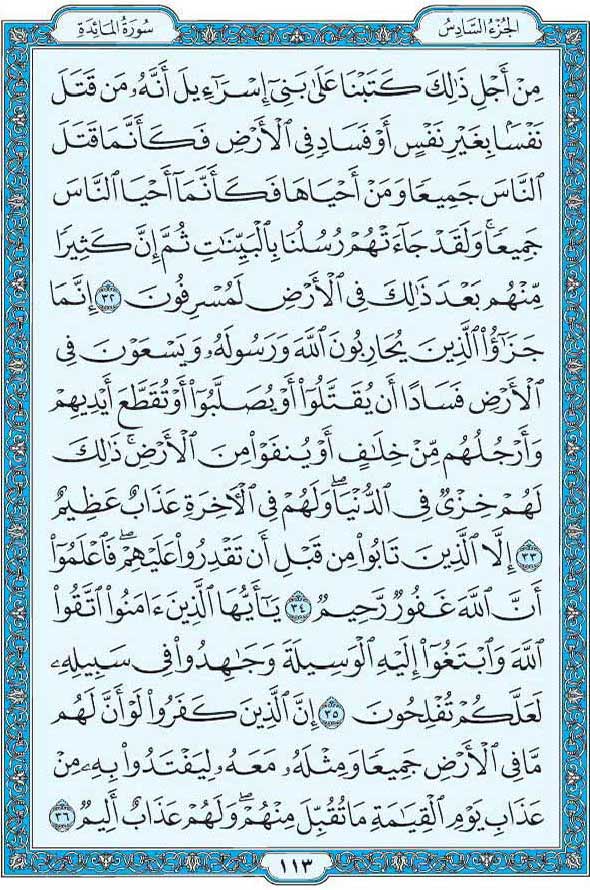 الجُزْءُ السَّادِسُ
سُورَةُ المَائِدَةِ
مِنْ أَجْلِ ذَٰلِكَ كَتَبْنَا عَلَىٰ بَنِىٓ إِسْرَٰٓءِيلَ أَنَّهُۥ مَن قَتَلَ
نَفْسًۢا بِغَيْرِ نَفْسٍ أَوْ فَسَادٍ فِى ٱلْأَرْضِ فَكَأَنَّمَا قَتَلَ
ٱلنَّاسَ جَمِيعًا وَمَنْ أَحْيَاهَا فَكَأَنَّمَآ أَحْيَا ٱلنَّاسَ
جَمِيعًا ۚ وَلَقَدْ جَآءَتْهُمْ رُسُلُنَا بِٱلْبَيِّنَٰتِ ثُمَّ إِنَّ كَثِيرًا
مِّنْهُم بَعْدَ ذَٰلِكَ فِى ٱلْأَرْضِ لَمُسْرِفُونَ ٣٢ إِنَّمَا
جَزَٰٓؤُا۟ ٱلَّذِينَ يُحَارِبُونَ ٱللَّهَ وَرَسُولَهُۥ وَيَسْعَوْنَ فِى
ٱلْأَرْضِ فَسَادًا أَن يُقَتَّلُوٓا۟ أَوْ يُصَلَّبُوٓا۟ أَوْ تُقَطَّعَ أَيْدِيهِمْ
وَأَرْجُلُهُم مِّنْ خِلَٰفٍ أَوْ يُنفَوْا۟ مِنَ ٱلْأَرْضِ ۚ ذَٰلِكَ
لَهُمْ خِزْىٌ فِى ٱلدُّنْيَا ۖ وَلَهُمْ فِى ٱلْءَاخِرَةِ عَذَابٌ عَظِيمٌ
٣٣ إِلَّا ٱلَّذِينَ تَابُوا۟ مِن قَبْلِ أَن تَقْدِرُوا۟ عَلَيْهِمْ ۖ فَٱعْلَمُوٓا۟
أَنَّ ٱللَّهَ غَفُورٌ رَّحِيمٌ ٣٤ يَٰٓأَيُّهَا ٱلَّذِينَ ءَامَنُوا۟ ٱتَّقُوا۟
ٱللَّهَ وَٱبْتَغُوٓا۟ إِلَيْهِ ٱلْوَسِيلَةَ وَجَٰهِدُوا۟ فِى سَبِيلِهِۦ
لَعَلَّكُمْ تُفْلِحُونَ ٣٥ إِنَّ ٱلَّذِينَ كَفَرُوا۟ لَوْ أَنَّ لَهُم
مَّا فِى ٱلْأَرْضِ جَمِيعًا وَمِثْلَهُۥ مَعَهُۥ لِيَفْتَدُوا۟ بِهِۦ مِنْ
عَذَابِ يَوْمِ ٱلْقِيَٰمَةِ مَا تُقُبِّلَ مِنْهُمْ ۖ وَلَهُمْ عَذَابٌ أَلِيمٌ ٣٦
١١٣